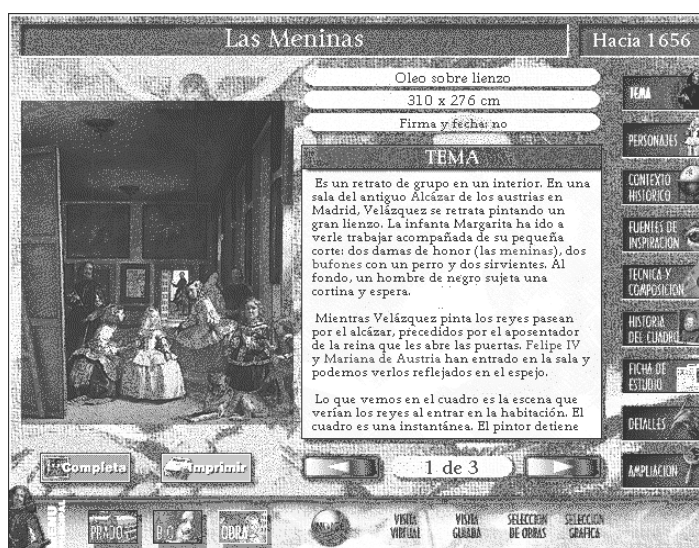 Las Meninas
Hacia 1656
Oleo sobre lienzo
310 x 276 cm
Firma y fecha: no
TEMA
Es un retrato de grupo en un interior. En una
sala del antiguo Alcázar de los austrias en
Madrid, Velázquez se retrata pintando un
gran lienzo. La infanta Margarita ha ido a
verle trabajar acompañada de su pequeña
corte: dos damas de honor (las meninas), dos
bufones con un perro y dos sirvientes. Al
fondo, un hombre de negro sujeta una
cortina y espera.
Mientras Velázquez pinta los reyes pasean
por el alcázar, precedidos por el aposentador
de la reina que les abre las puertas. Felipe IV
y Mariana de Austria han entrado en la sala y
podemos verlos reflejados en el espejo.
Lo que vemos en el cuadro es la escena que
verían los reyes al entrar en la habitación. El
cuadro es una instantánea. El pintor detiene
TEMA
PERSONAJES
CONTEXTO
HISTORICO
FUENTES DE
INSPIRACION
TECNICA Y
COMPOSICION
HISTORIA
DEL CUADRO
FICHA DE
ESTUDIO
DETALLES
AMPLIACION
Completa
Imprimir
1 de 3
PRADO
BIO
OBRA
VISITA
VIRTUAL
VISITA
GUIADA
SELECCION
DE OBRAS
SELECCION
GRAFICA